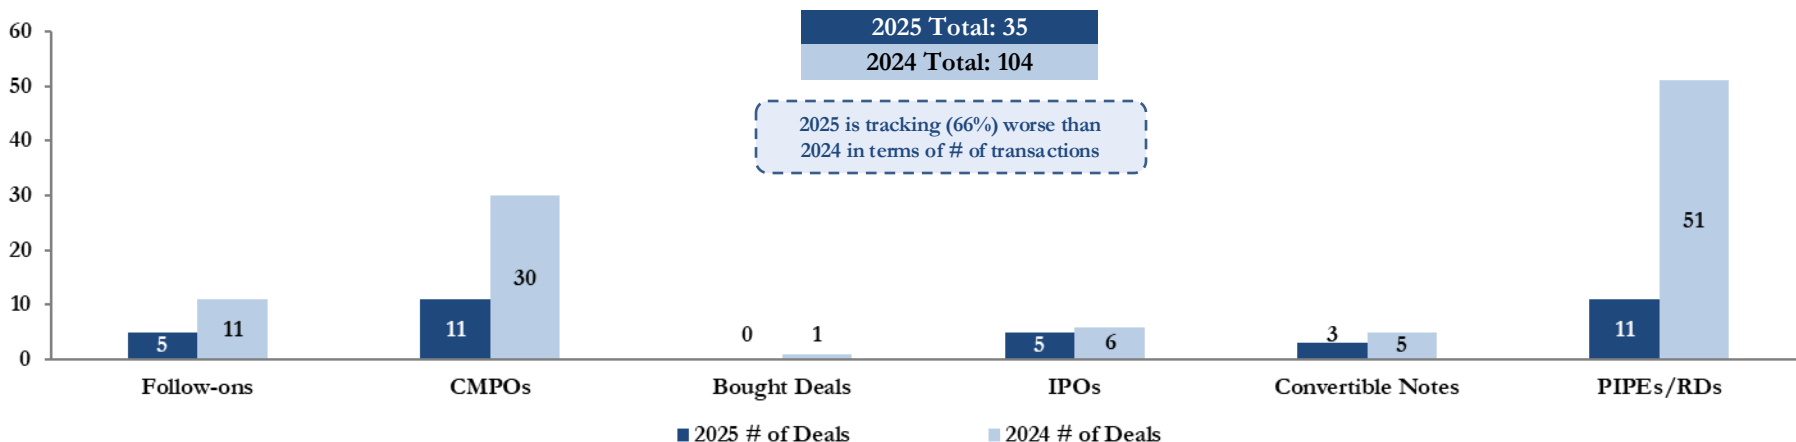 2025 Total: 35
2024 Total: 104
2025 is tracking (66%) worse than
2024 in terms of # of transactions
60
50
40
30
20
10
0
5
11
11
30
0
1
5
6
3
5
11
51
Follow-ons
CMPOs
Bought Deals
IPOs
Convertible Notes
PIPEs/RDs
2025 # of Deals
2024 # of Deals